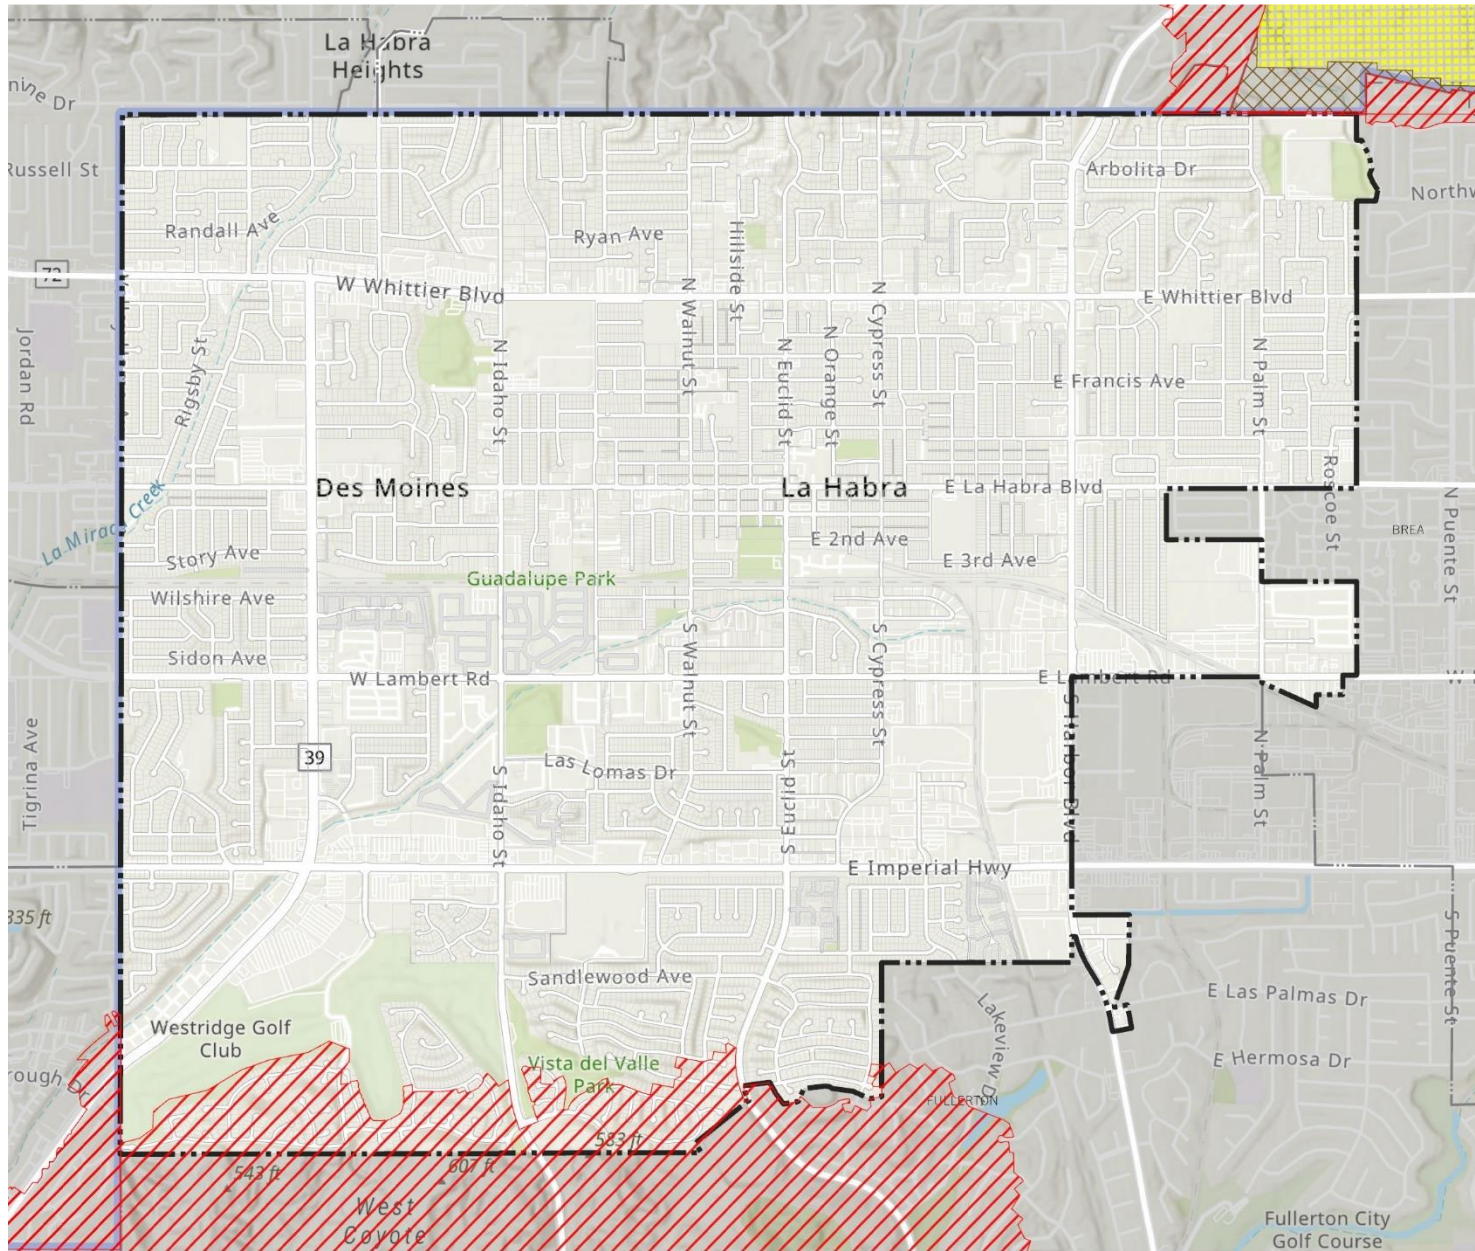 La Habra
Heights
Russell St
Arbolita Dr
Randall Ave
Ryan Ave
Hillside St
72
W Whittier Blvd
E Whittier Blvd
N Walnut St
N Cypress St
Jordan Rd
Rigsby St
N Idaho St
N Euclid St
N Orange St
E Francis Ave
N Palm St
Roscoe St
N Puente St
Des Moines
La Habra
E La Habra Blvd
La Mirada Creek
BREA
Story Ave
E 2nd Ave
E 3rd Ave
Guadalupe Park
Wilshire Ave
Sidon Ave
W Lambert Rd
E Lambert Rd
S Walnut St
S Cypress St
S Harbor Blvd
Tigrina Ave
39
Las Lomas Dr
S Idaho St
S Euclid St
N Palm St
E Imperial Hwy
335 ft
Sandlewood Ave
S Puente St
E Las Palmas Dr
Lakeview Dr
Westridge Golf
Club
Vista del Valle
Park
E Hermosa Dr
rough Dr
FULLERTON
583 ft
543 ft
607 ft
West
Coyote
Fullerton City
Golf Course